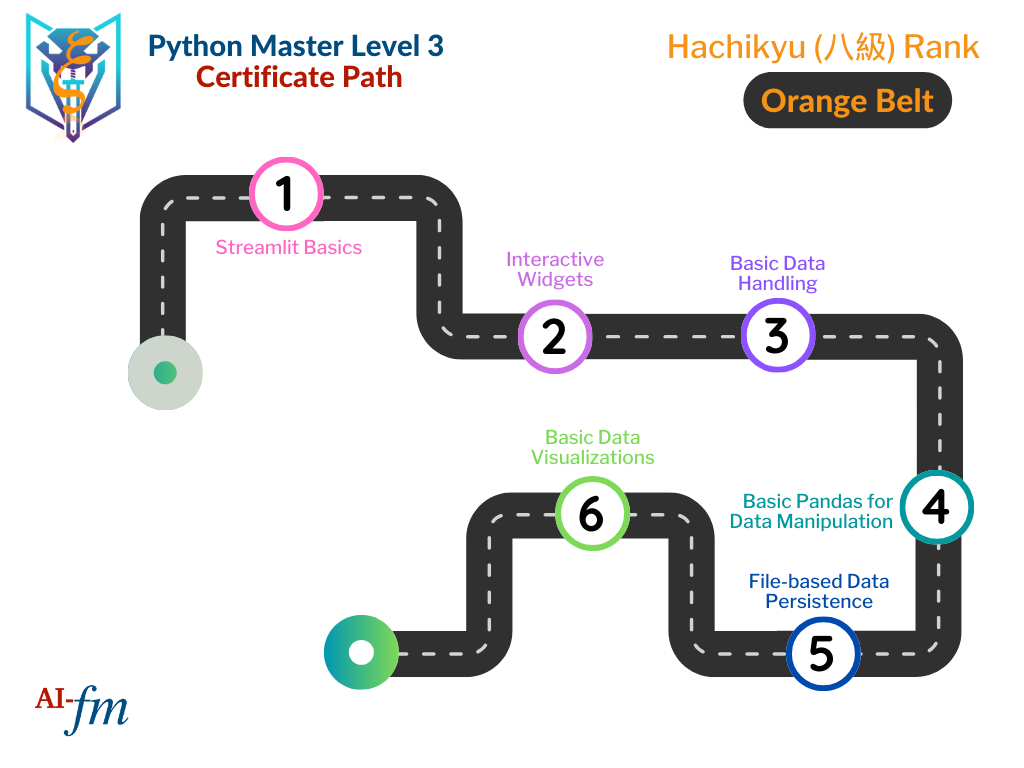 Python Master Level 3
Certificate Path
Hachikyu (八級) Rank
Orange Belt
1
Streamlit Basics
Interactive
Widgets
2
Basic Data
Handling
3
Basic Pandas for
Data Manipulation
4
File-based Data
Persistence
5
Basic Data
Visualizations
6
AI-fm